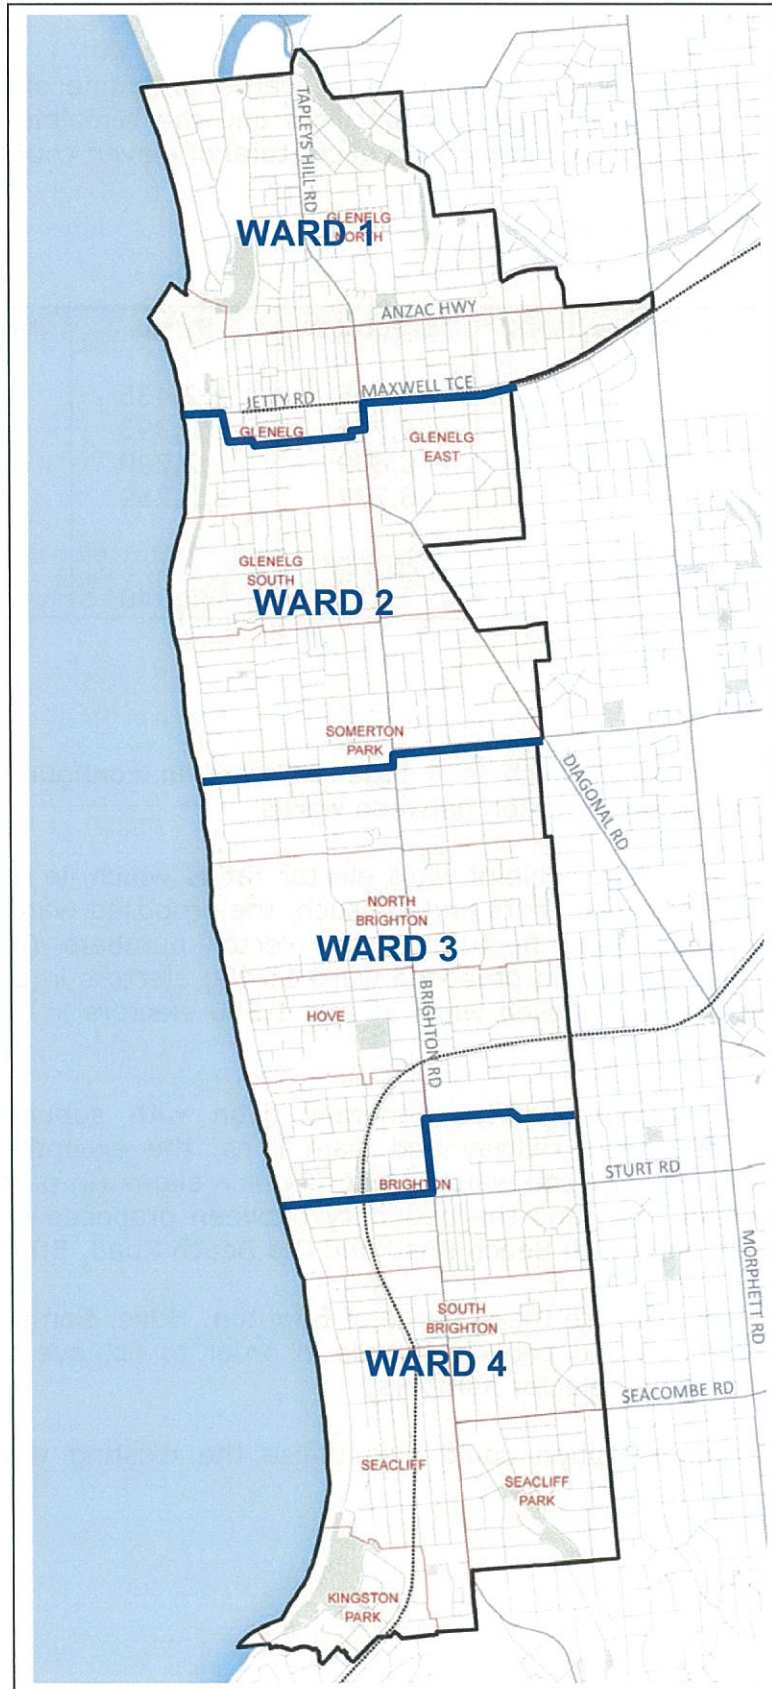 TAPLEYS HILL RD
GLENELG
NORTH
WARD 1
ANZAC HWY
MAXWELL TCE
JETTY RD
GLENELG
GLENELG
EAST
GLENELG
SOUTH
WARD 2
SOMERTON
PARK
DIAGONAL RD
NORTH
BRIGHTON
WARD 3
BRIGHTON RD
HOVE
STURT RD
BRIGHTON
MORPHETT RD
SOUTH
BRIGHTON
WARD 4
SEACOMBE RD
SEACLIFF
SEACLIFF
PARK
KINGSTON
PARK